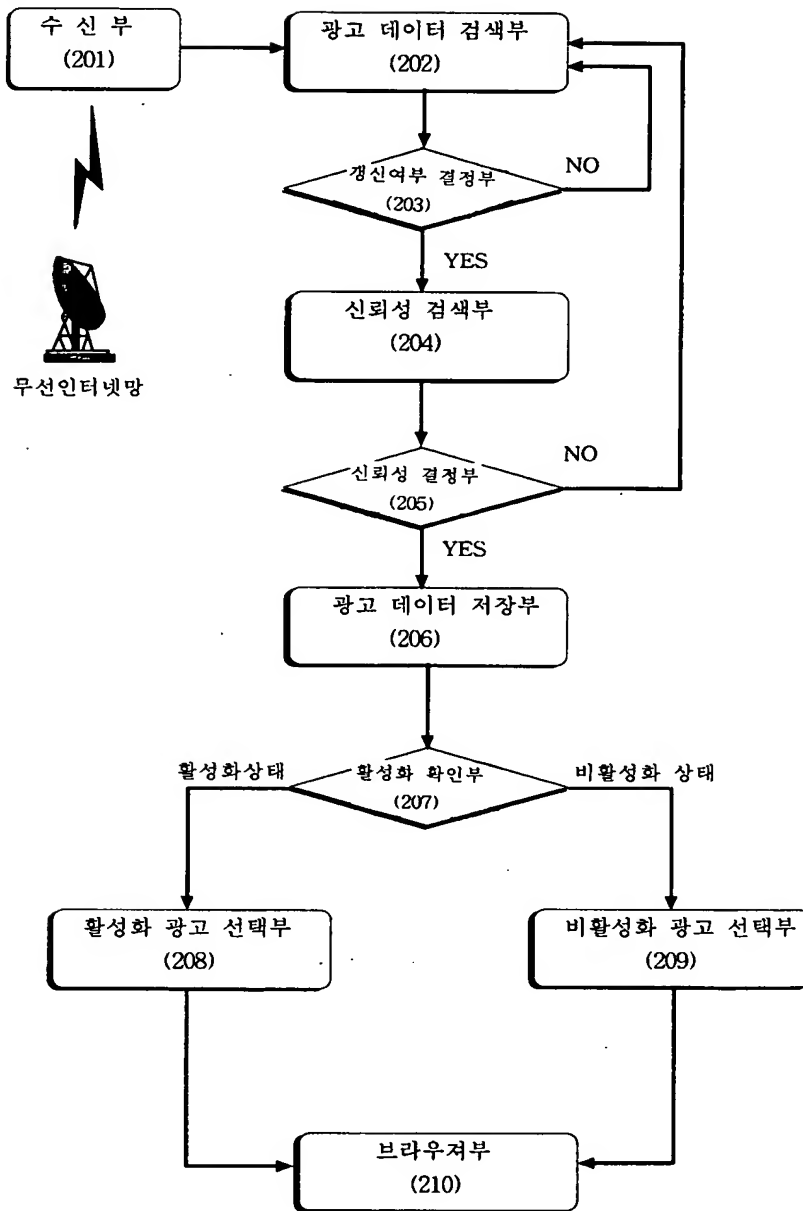 수 신 부
(201)
광고 데이터 검색부
(202)
갱신여부 결정부
(203)
NO
YES
무선인터넷망
신뢰성 검색부
(204)
신뢰성 결정부
(205)
NO
YES
광고 데이터 저장부
(206)
활성화상태
활성화 확인부
(207)
비활성화 상태
활성화 광고 선택부
(208)
비활성화 광고 선택부
(209)
브라우져부
(210)